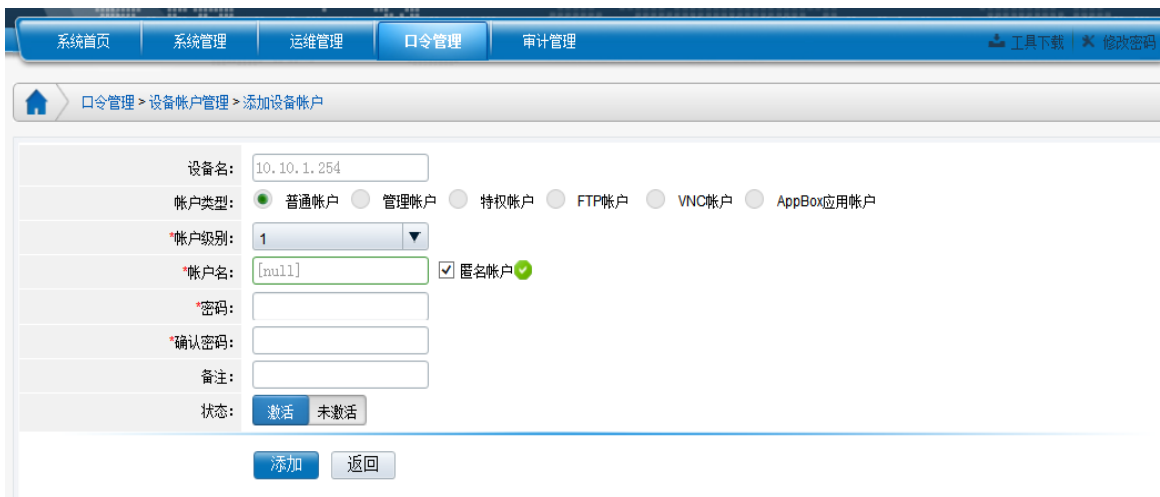 系统首页 系统管理 运维管理 口令管理 审计管理 工具下载 修改密码
口令管理 > 设备帐户管理 > 添加设备帐户
设备名: 10.10.1.254
帐户类型: 普通帐户 管理帐户 特权帐户 FTP帐户 VNC帐户 AppBox应用帐户
*帐户级别: 1
*帐户名: [null] 匿名帐户
*密码:
*确认密码:
备注:
状态: 激活 未激活
添加 返回